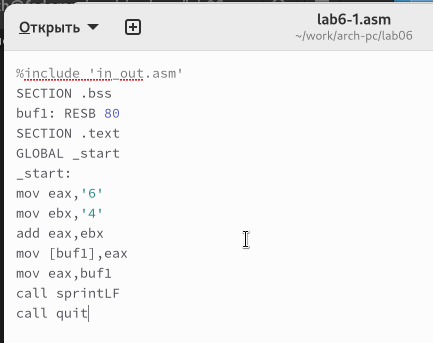 lab6-1.asm
Открыть
~/work/arch-pc/lab06
%include 'in_out.asm'
SECTION .bss
buf1: RESB 80
SECTION .text
GLOBAL _start
_start:
mov eax,'6'
mov ebx,'4'
add eax,ebx
mov [buf1],eax
mov eax,buf1
call sprintLF
call quit